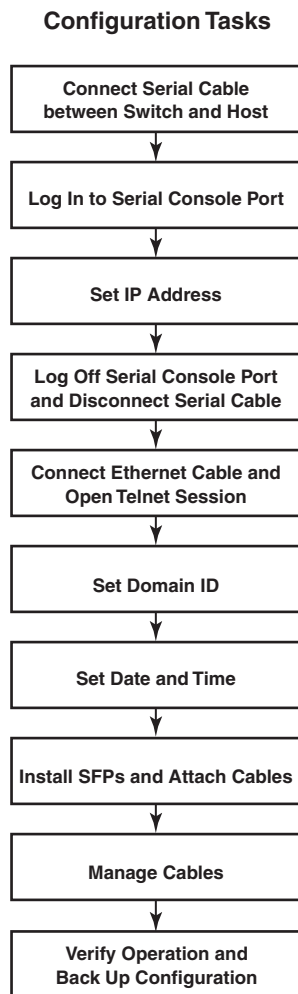 Configuration Tasks
Connect Serial Cable
between Switch and Host
Log In to Serial Console Port
Set IP Address
Log Off Serial Console Port
and Disconnect Serial Cable
Connect Ethernet Cable and
Open Telnet Session
Set Domain ID
Set Date and Time
Install SFPs and Attach Cables
Manage Cables
Verify Operation and
Back Up Configuration